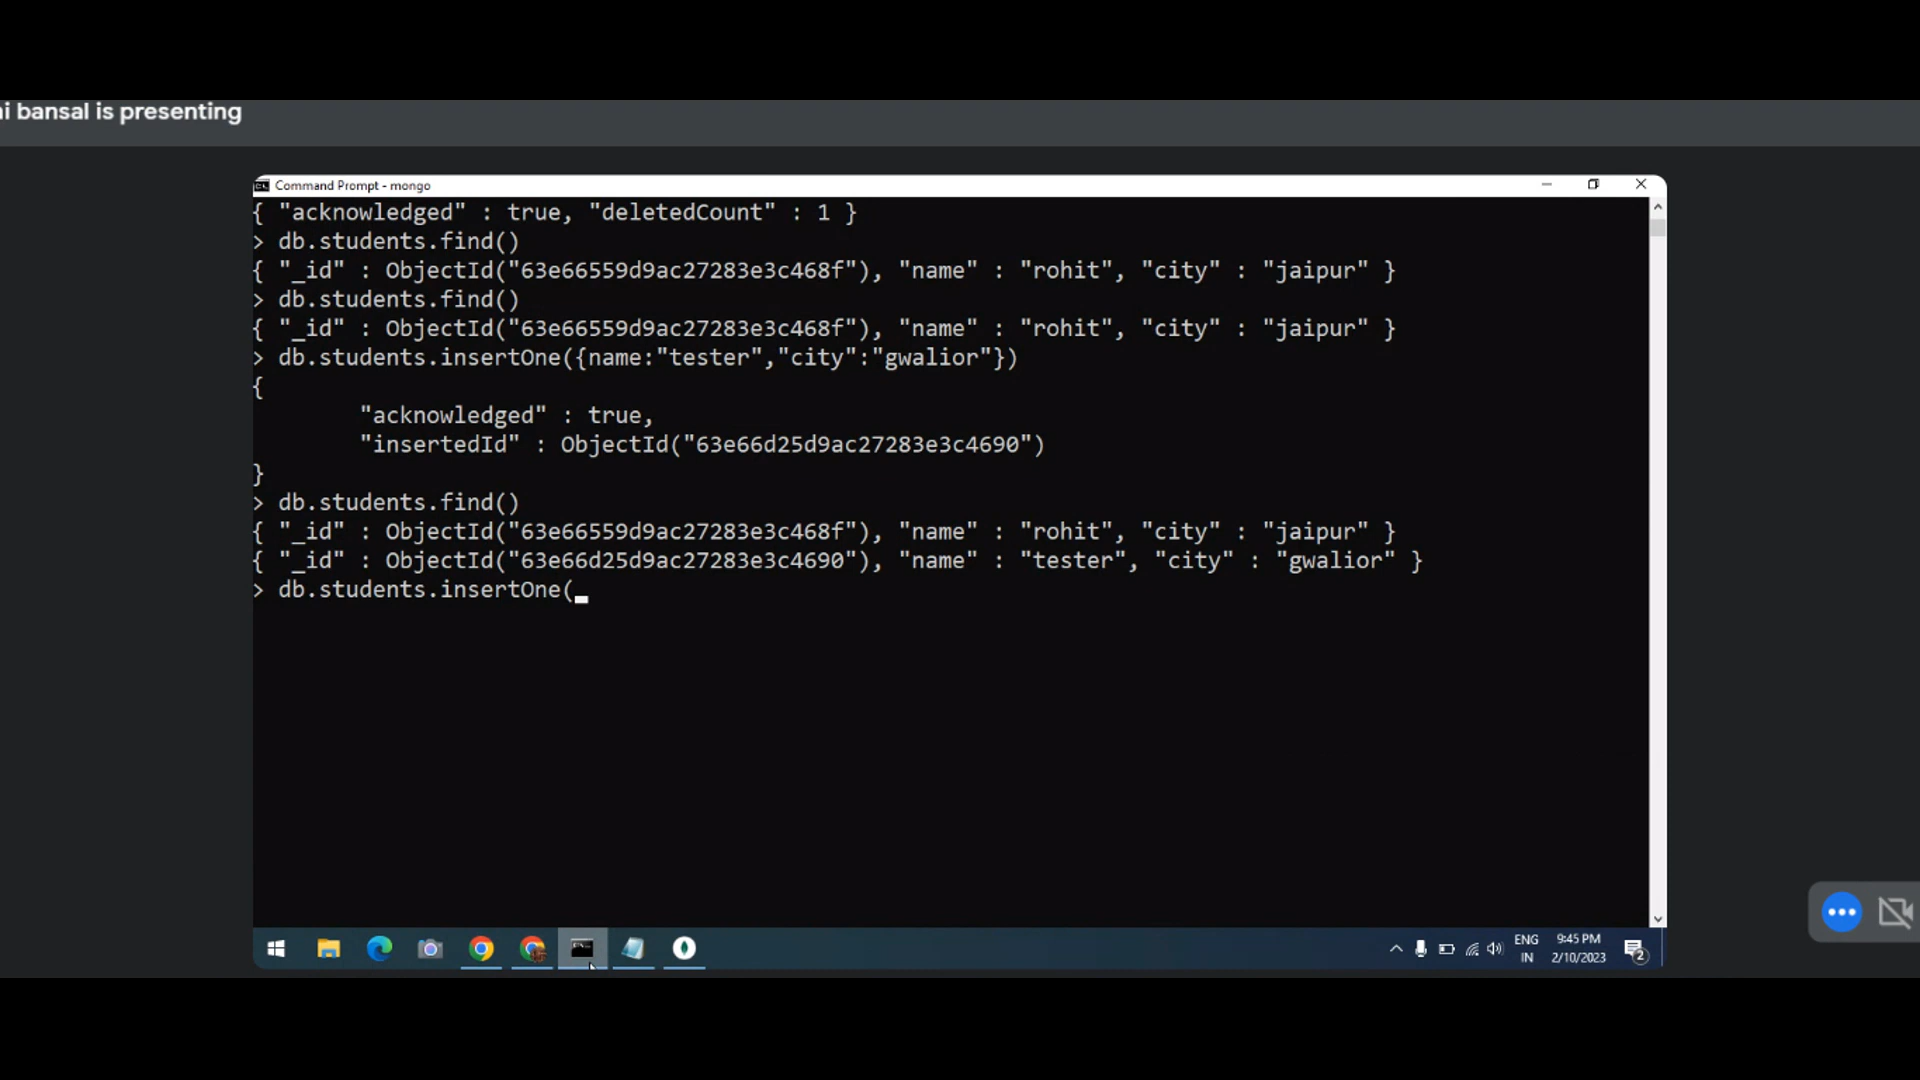 bansal is presenting
Command Prompt - mongo
{ "acknowledged" : true, "deletedCount" : 1 }
> db.students.find()
{ "_id" : ObjectId("63e66559d9ac27283e3c468f"), "name" : "rohit", "city" : "jaipur" }
> db.students.find()
{ "_id" : ObjectId("63e66559d9ac27283e3c468f"), "name" : "rohit", "city" : "jaipur" }
> db.students.insertOne({name:"tester","city":"gwalior"})
{
"acknowledged" : true,
"insertedId" : ObjectId("63e66d25d9ac27283e3c4690")
}
> db.students.find()
{ "_id" : ObjectId("63e66559d9ac27283e3c468f"), "name" : "rohit", "city" : "jaipur" }
{ "_id" : ObjectId("63e66d25d9ac27283e3c4690"), "name" : "tester", "city" : "gwalior" }
> db.students.insertOne(
ENG 9:45 PM
IN 2/10/2023 2